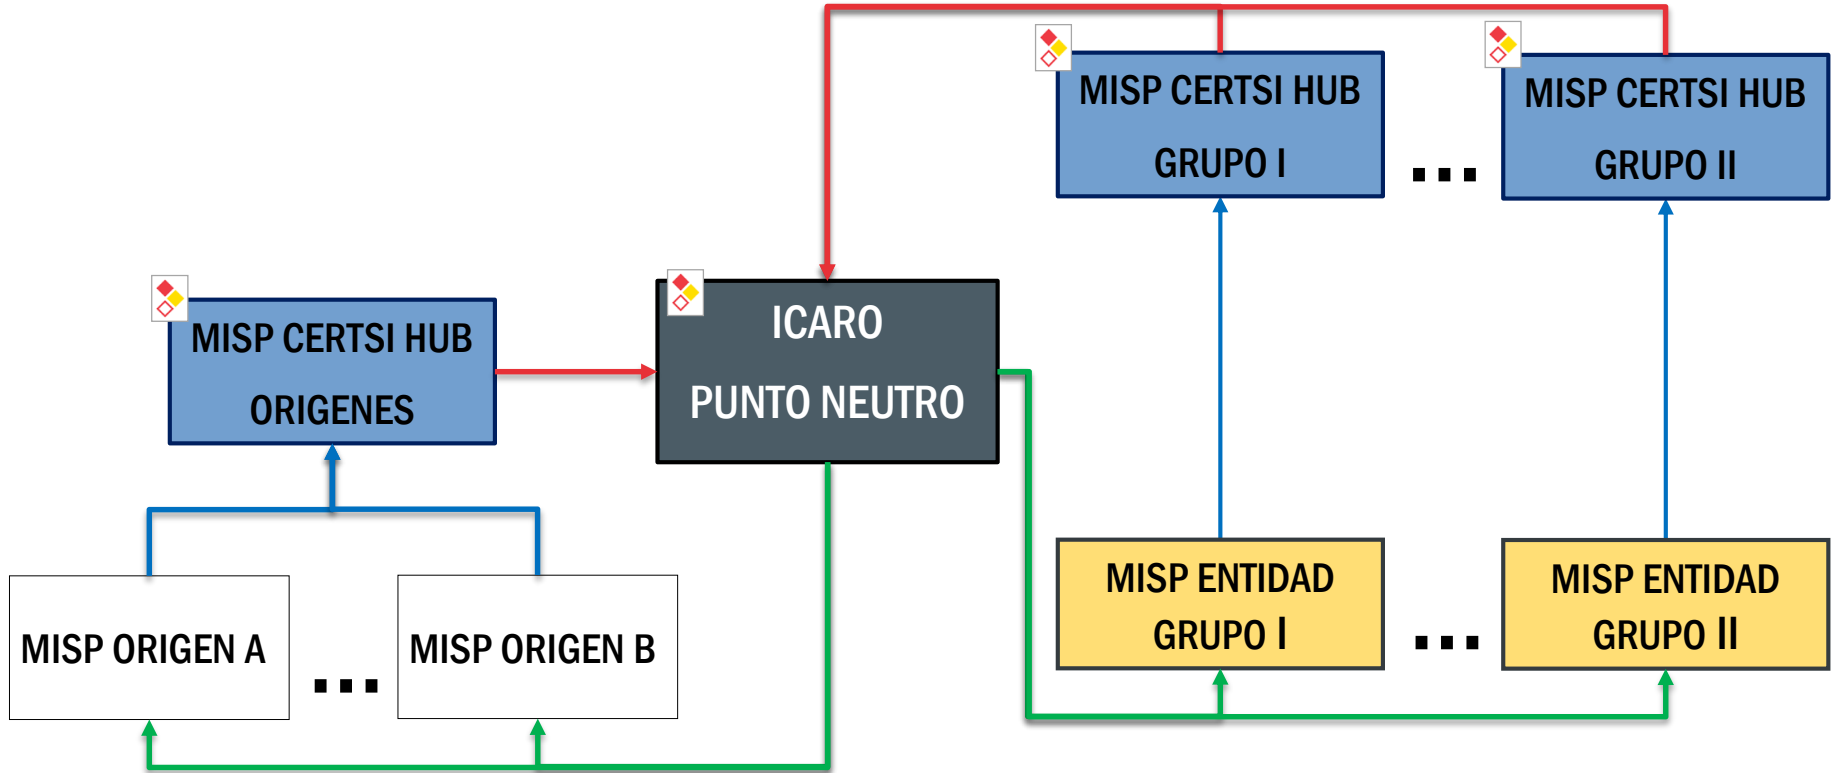 MISP CERTSI HUB
GRUPO I
...
MISP CERTSI HUB
GRUPO II
MISP CERTSI HUB
ORIGENES
ICARO
PUNTO NEUTRO
MISP ORIGEN A
...
MISP ORIGEN B
MISP ENTIDAD
GRUPO I
...
MISP ENTIDAD
GRUPO II